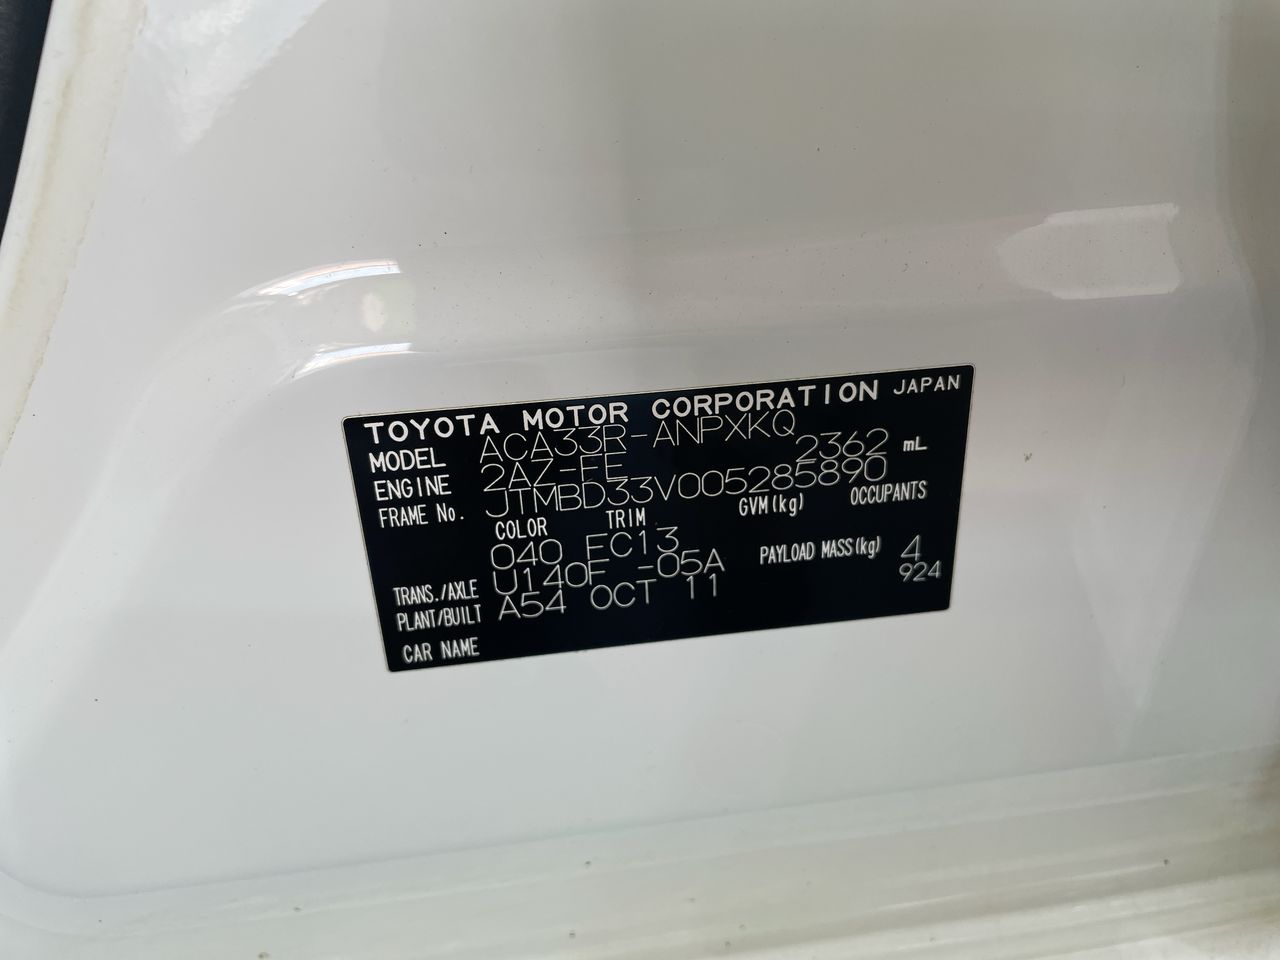 TOYOTA MOTOR CORPORATION JAPAN
MODEL ACA33R-ANPXKQ
ENGINE 2AZ-FE 2362 mL
FRAME No. JTMBD33V005285890
COLOR TRIM GVM(kg) OCCUPANTS
040 FC13
TRANS./AXLE U140F -05A PAYLOAD MASS(kg) 4
PLANT/BUILT A54 OCT 11 924
CAR NAME